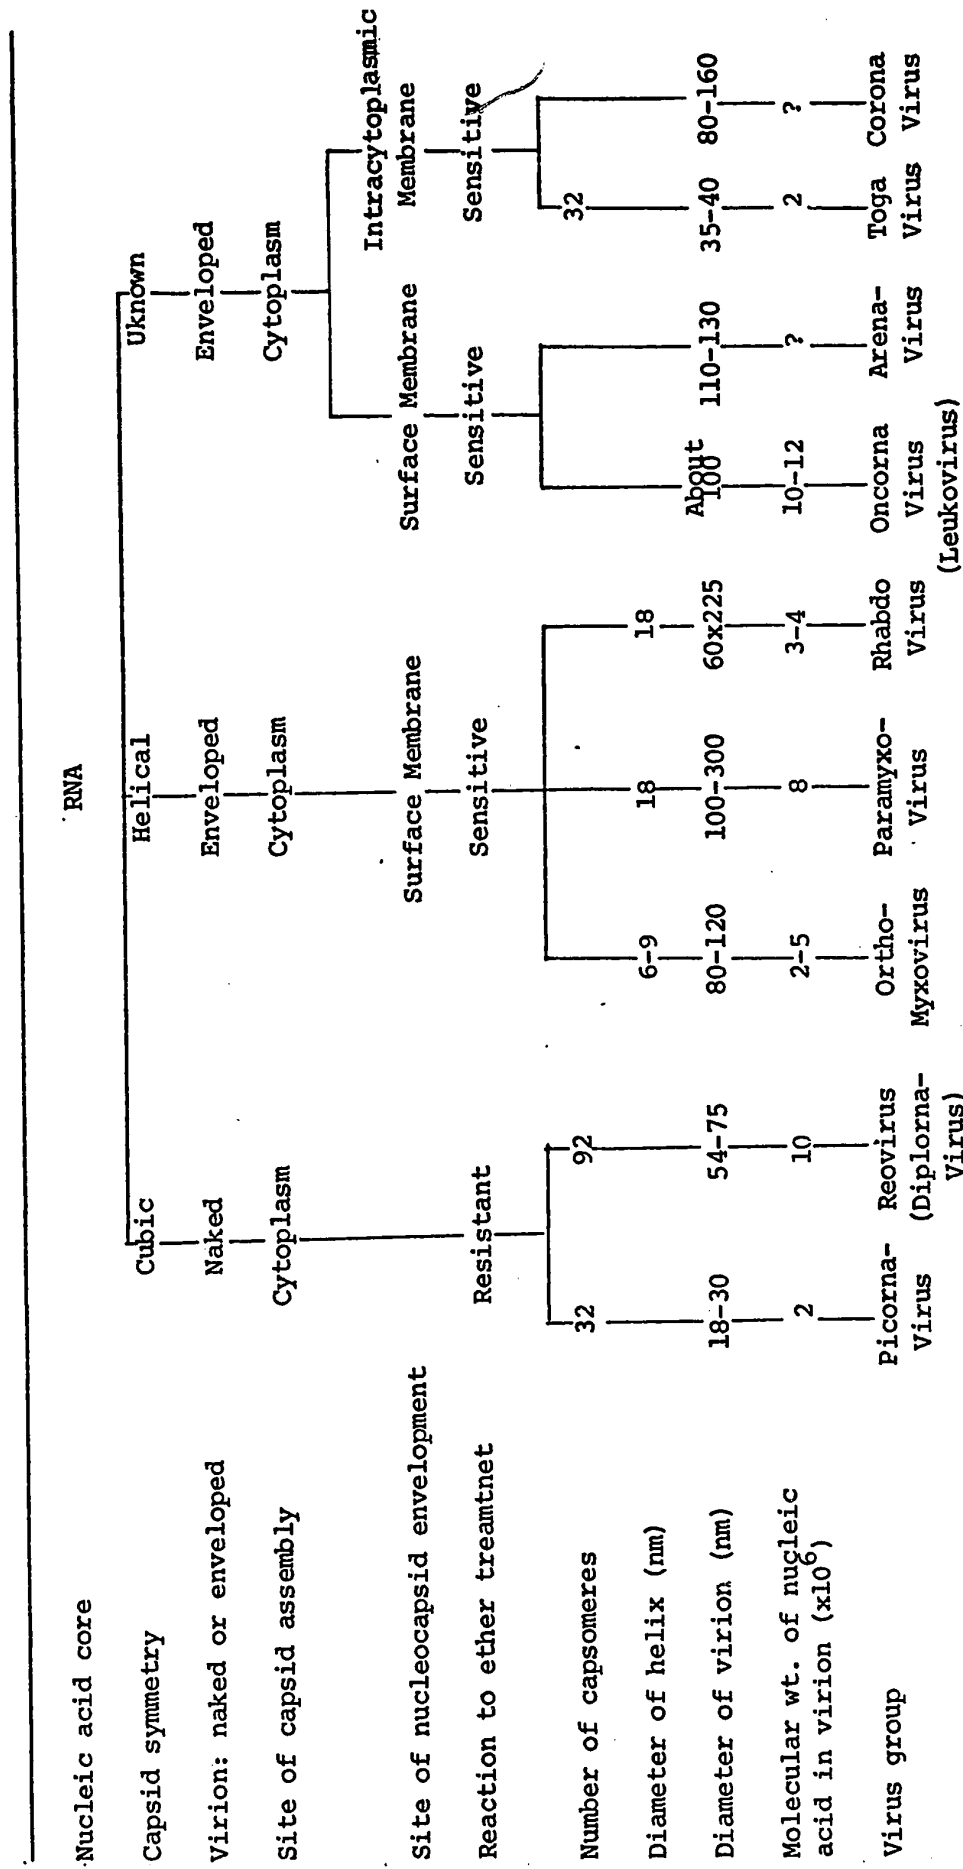 Nucleic acid core RNA
Capsid symmetry Cubic Helical Uknown
Virion: naked or enveloped Naked Enveloped Enveloped
Site of capsid assembly Cytoplasm Cytoplasm Cytoplasm
Site of nucleocapsid envelopment Surface Membrane Surface Membrane Intracytoplasmic Membrane
Reaction to ether treamtnet Resistant Sensitive Sensitive Sensitive
Number of capsomeres 32 92 32
Diameter of helix (nm) 6-9 18 18
Diameter of virion (nm) 18-30 54-75 80-120 100-300 60x225 About 100 110-130 35-40 80-160
Molecular wt. of nucleic
acid in virion (x10⁶) 2 10 2-5 8 3-4 10-12 ? 2 ?
Virus group Picorna- Reovirus Ortho- Paramyxo- Rhabdo Oncorna Arena- Toga Corona
Virus (Diplorna- Myxovirus Virus Virus Virus Virus Virus Virus
Virus) (Leukovirus)